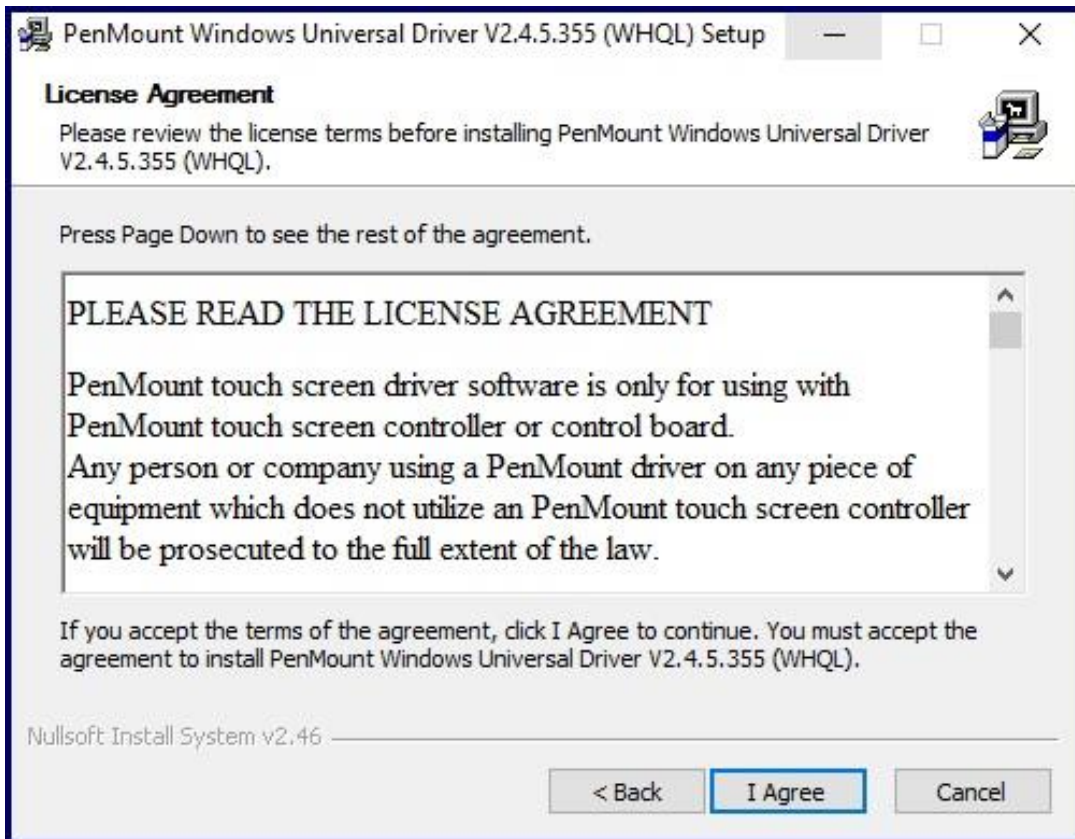 PenMount Windows Universal Driver V2.4.5.355 (WHQL) Setup
License Agreement
Please review the license terms before installing PenMount Windows Universal Driver
V2.4.5.355 (WHQL).
Press Page Down to see the rest of the agreement.
PLEASE READ THE LICENSE AGREEMENT
PenMount touch screen driver software is only for using with
PenMount touch screen controller or control board.
Any person or company using a PenMount driver on any piece of
equipment which does not utilize an PenMount touch screen controller
will be prosecuted to the full extent of the law.
If you accept the terms of the agreement, click I Agree to continue. You must accept the
agreement to install PenMount Windows Universal Driver V2.4.5.355 (WHQL).
Nullsoft Install System v2.46
< Back I Agree Cancel